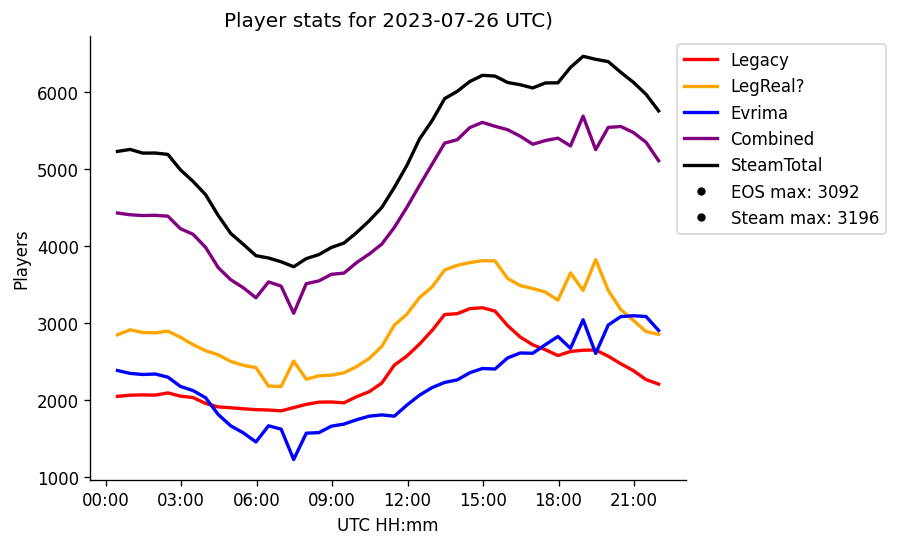 Player stats for 2023-07-26 UTC)
Legacy
LegReal?
Evrima
Combined
SteamTotal
EOS max: 3092
Steam max: 3196
Players
6000
5000
4000
3000
2000
1000
00:00 03:00 06:00 09:00 12:00 15:00 18:00 21:00
UTC HH:mm